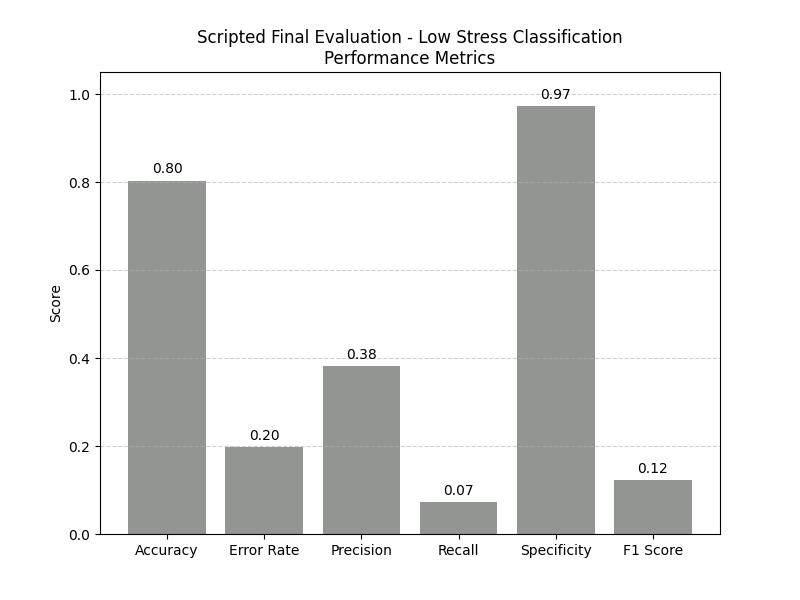 Scripted Final Evaluation - Low Stress Classification
Performance Metrics
1.0
0.8
0.6
0.4
0.2
0.0
Score
0.80
0.20
0.38
0.07
0.97
0.12
Accuracy
Error Rate
Precision
Recall
Specificity
F1 Score